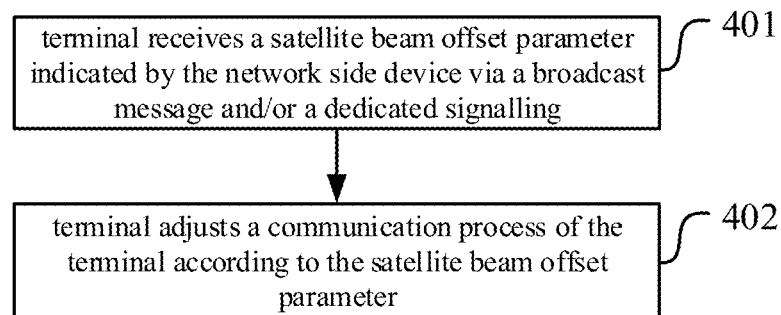 terminal receives a satellite beam offset parameter
indicated by the network side device via a broadcast
message and/or a dedicated signalling
401
terminal adjusts a communication process of the
terminal according to the satellite beam offset
parameter
402